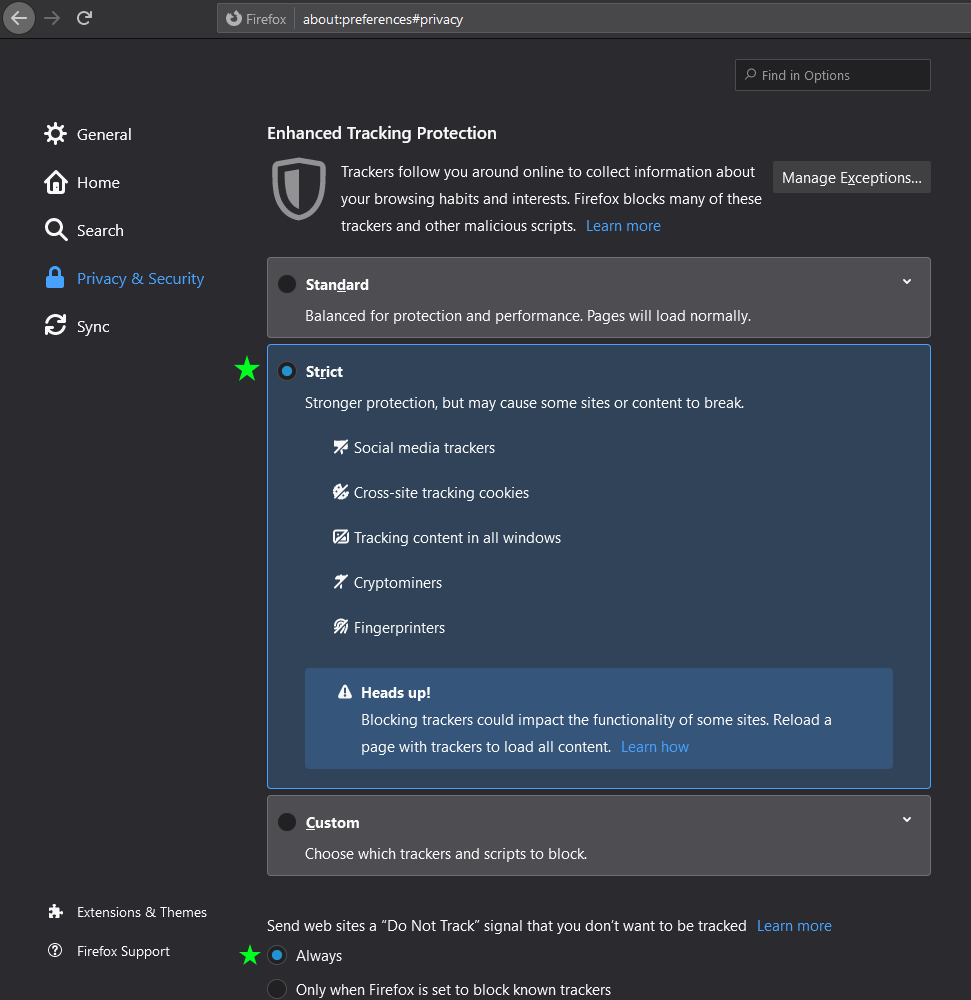 Firefox about:preferences#privacy
Find in Options
General
Home
Search
Privacy & Security
Sync
Enhanced Tracking Protection
Trackers follow you around online to collect information about
your browsing habits and interests. Firefox blocks many of these
trackers and other malicious scripts. Learn more
Manage Exceptions...
Standard
Balanced for protection and performance. Pages will load normally.
Strict
Stronger protection, but may cause some sites or content to break.
Social media trackers
Cross-site tracking cookies
Tracking content in all windows
Cryptominers
Fingerprinters
Heads up!
Blocking trackers could impact the functionality of some sites. Reload a
page with trackers to load all content. Learn how
Custom
Choose which trackers and scripts to block.
Extensions & Themes
Firefox Support
Send web sites a “Do Not Track” signal that you don’t want to be tracked Learn more
Always
Only when Firefox is set to block known trackers